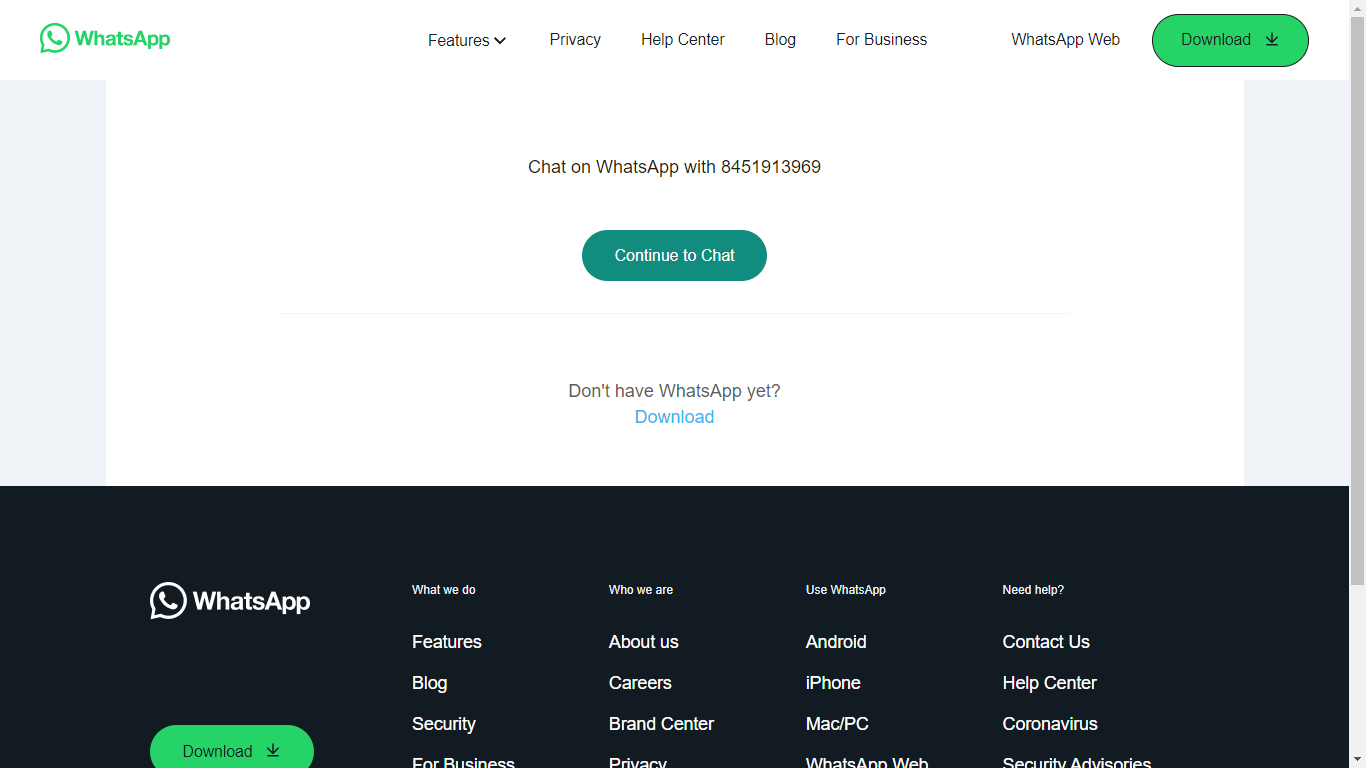 WhatsApp
Features
Privacy
Help Center
Blog
For Business
WhatsApp Web
Download
Chat on WhatsApp with 8451913969
Continue to Chat
Don't have WhatsApp yet?
Download
WhatsApp
Download
What we do
Features
Blog
Security
For Business
Who we are
About us
Careers
Brand Center
Privacy
Use WhatsApp
Android
iPhone
Mac/PC
WhatsApp Web
Need help?
Contact Us
Help Center
Coronavirus
Security Advisories